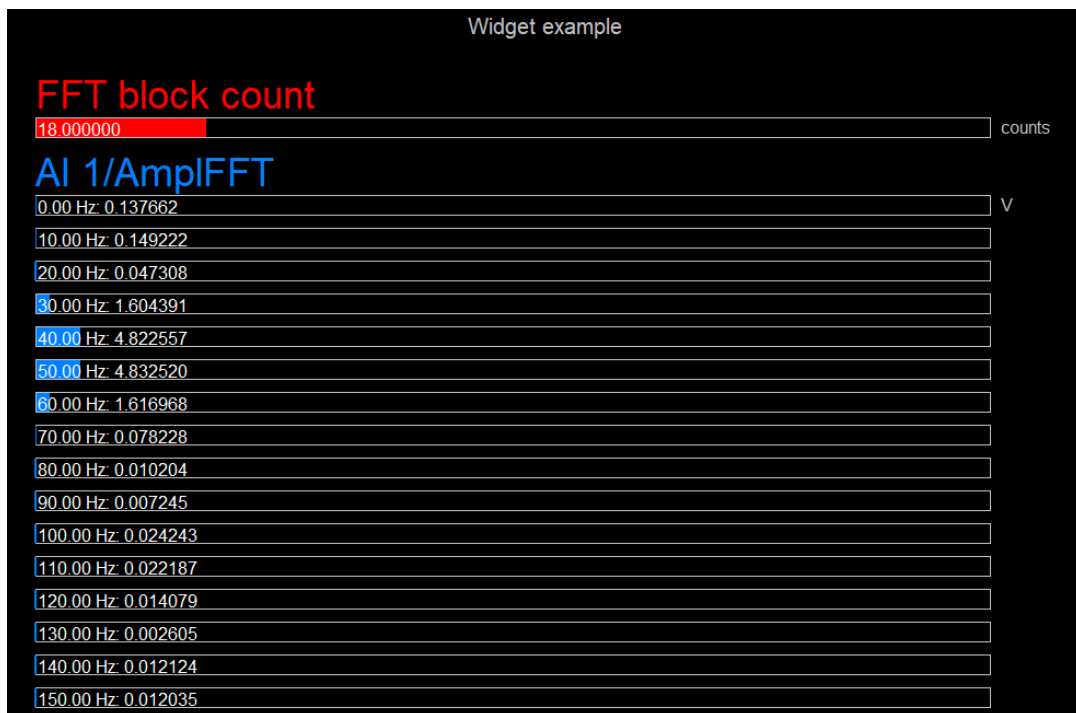 Widget example
FFT block count
18.000000 counts
AI 1/AmplFFT
0.00 Hz: 0.137662 V
10.00 Hz: 0.149222
20.00 Hz: 0.047308
30.00 Hz: 1.604391
40.00 Hz: 4.822557
50.00 Hz: 4.832520
60.00 Hz: 1.616968
70.00 Hz: 0.078228
80.00 Hz: 0.010204
90.00 Hz: 0.007245
100.00 Hz: 0.024243
110.00 Hz: 0.022187
120.00 Hz: 0.014079
130.00 Hz: 0.002605
140.00 Hz: 0.012124
150.00 Hz: 0.012035